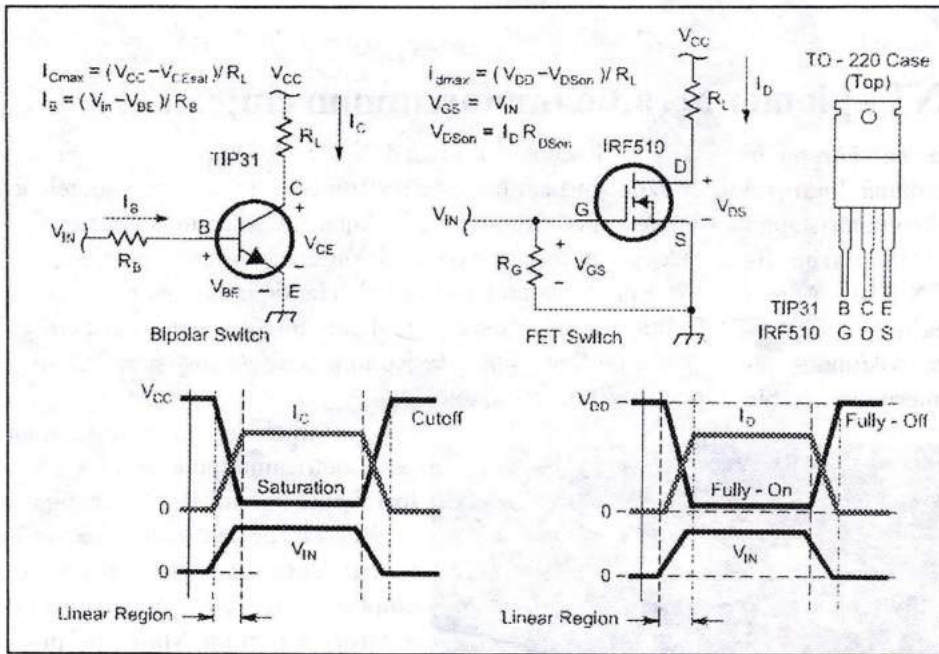 I_Cmax = (V_CC – V_CEsat) / R_L
I_B = (V_in – V_BE) / R_B
V_CC
R_L
I_C
TIP31
C
+
I_B
V_IN
B
R_B
+
V_CE
–
V_BE
– E
Bipolar Switch
i_dmax = (V_DD – V_DSon) / R_L
V_GS = V_IN
V_DSon = I_D R_DSon
V_CC
I_D
R_L
IRF510
D
+
V_IN
G
V_DS
–
S
R_G
+
V_GS
–
FET Switch
TO - 220 Case
(Top)
TIP31 B C E
IRF510 G D S
V_CC
I_C
Cutoff
Saturation
0
V_IN
0
Linear Region
V_DD
I_D
Fully - Off
Fully - On
0
V_IN
0
Linear Region